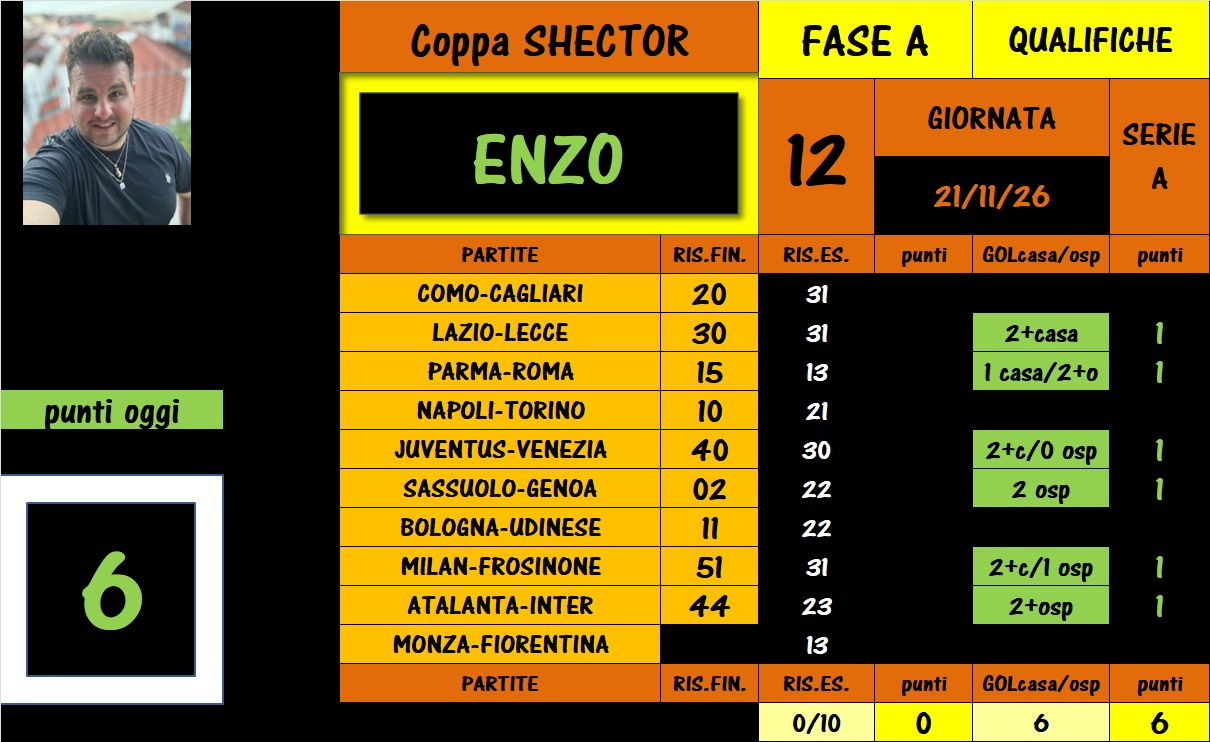 Coppa SHECTOR FASE A QUALIFICHE
ENZO 12 GIORNATA SERIE A
21/11/26
PARTITE RIS.FIN. RIS.ES. punti GOLcasa/osp punti
COMO-CAGLIARI 20 31
LAZIO-LECCE 30 31 2+casa 1
PARMA-ROMA 15 13 1 casa/2+o 1
NAPOLI-TORINO 10 21
punti oggi
JUVENTUS-VENEZIA 40 30 2+c/0 osp 1
SASSUOLO-GENOA 02 22 2 osp 1
BOLOGNA-UDINESE 11 22
MILAN-FROSINONE 51 31 2+c/1 osp 1
6
ATALANTA-INTER 44 23 2+osp 1
MONZA-FIORENTINA 13
PARTITE RIS.FIN. RIS.ES. punti GOLcasa/osp punti
0/10 0 6 6